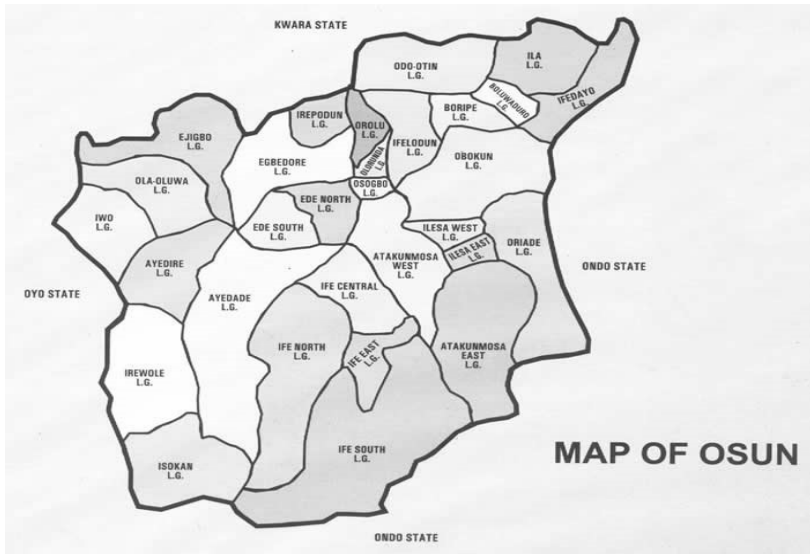 KWARA STATE
ODO-OTIN
L.G.
ILA
L.G.
IFEDAYO
L.G.
BOLUWADURO
L.G.
BORIPE
L.G.
IREPODUN
L.G.
OROLU
L.G.
EJIGBO
L.G.
IFELODUN
L.G.
OLORUNDA
L.G.
OBOKUN
L.G.
EGBEDORE
L.G.
OLA-OLUWA
L.G.
OSOGBO
L.G.
EDE NORTH
L.G.
IWO
L.G.
EDE SOUTH
L.G.
ILESA WEST
L.G.
ILESA EAST
L.G.
ORIADE
L.G.
AYEDIRE
L.G.
ATAKUNMOSA
WEST
L.G.
ONDO STATE
OYO STATE
AYEDADE
L.G.
IFE CENTRAL
L.G.
IFE NORTH
L.G.
IFE EAST
L.G.
ATAKUNMOSA
EAST
L.G.
IREWOLE
L.G.
IFE SOUTH
L.G.
MAP OF OSUN
ISOKAN
L.G.
ONDO STATE